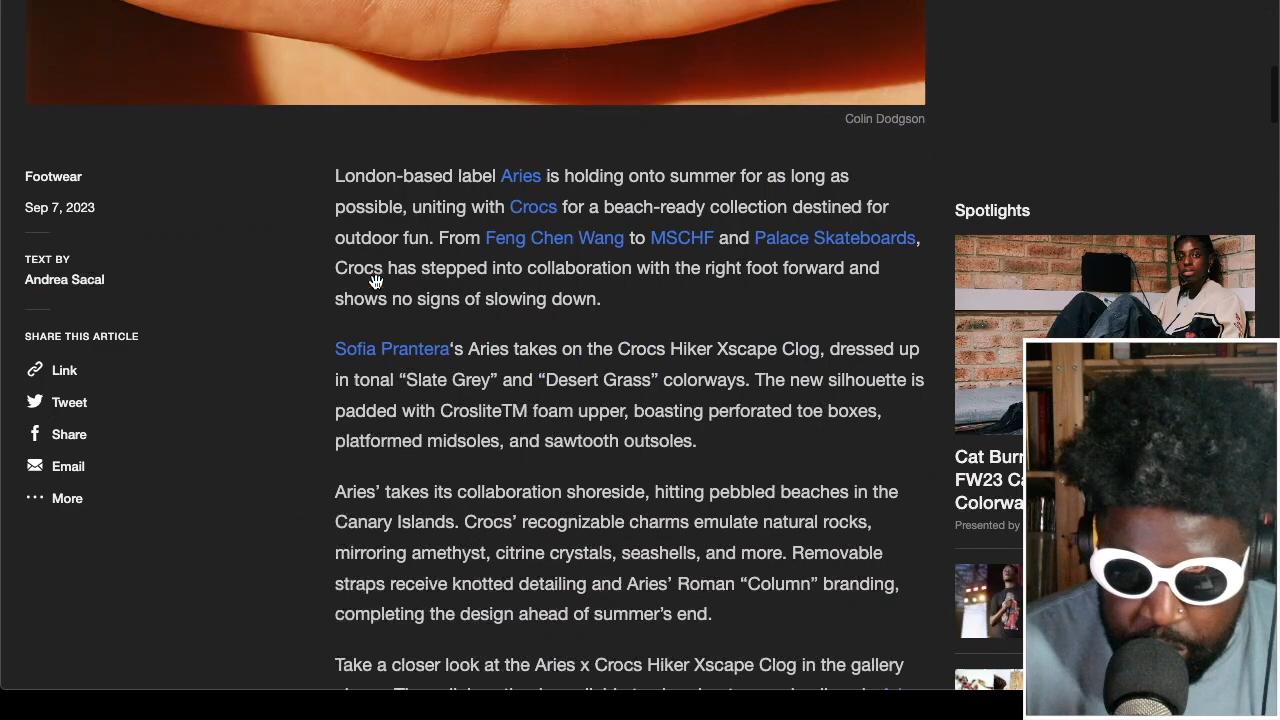 Colin Dodgson
Footwear
Sep 7, 2023
TEXT BY
Andrea Sacal
SHARE THIS ARTICLE
Link
Tweet
Share
Email
More
London-based label Aries is holding onto summer for as long as
possible, uniting with Crocs for a beach-ready collection destined for
outdoor fun. From Feng Chen Wang to MSCHF and Palace Skateboards,
Crocs has stepped into collaboration with the right foot forward and
shows no signs of slowing down.
Sofia Prantera‘s Aries takes on the Crocs Hiker Xscape Clog, dressed up
in tonal “Slate Grey” and “Desert Grass” colorways. The new silhouette is
padded with CrosliteTM foam upper, boasting perforated toe boxes,
platformed midsoles, and sawtooth outsoles.
Aries’ takes its collaboration shoreside, hitting pebbled beaches in the
Canary Islands. Crocs’ recognizable charms emulate natural rocks,
mirroring amethyst, citrine crystals, seashells, and more. Removable
straps receive knotted detailing and Aries’ Roman “Column” branding,
completing the design ahead of summer’s end.
Take a closer look at the Aries x Crocs Hiker Xscape Clog in the gallery
Spotlights
Cat Burn
FW23 Ca
Colorwa
Presented by